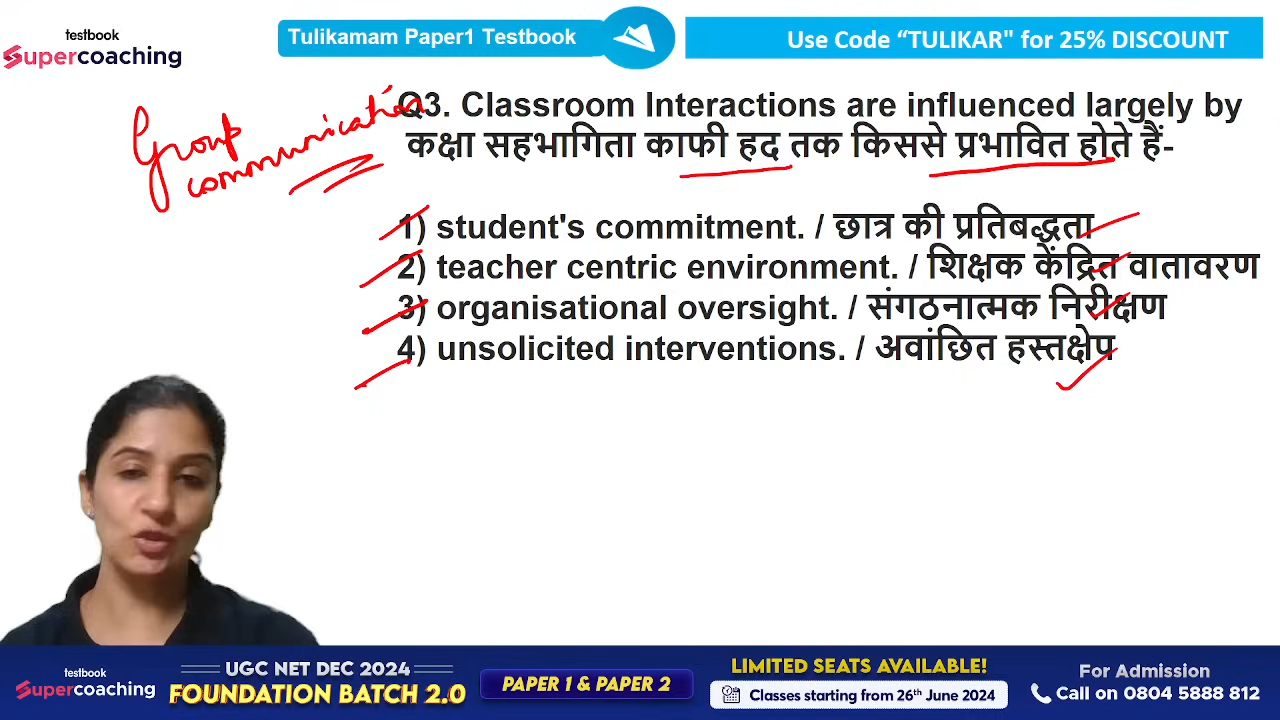 testbook
Supercoaching
Tulikamam Paper1 Testbook
Use Code “TULIKAR" for 25% DISCOUNT
Group
communication
Q3. Classroom Interactions are influenced largely by
कक्षा सहभागिता काफी हद तक किससे प्रभावित होते हैं-
1) student's commitment. / छात्र की प्रतिबद्धता
2) teacher centric environment. / शिक्षक केंद्रित वातावरण
3) organisational oversight. / संगठनात्मक निरीक्षण
4) unsolicited interventions. / अवांछित हस्तक्षेप
testbook
Supercoaching
UGC NET DEC 2024
FOUNDATION BATCH 2.0
PAPER 1 & PAPER 2
LIMITED SEATS AVAILABLE!
Classes starting from 26th June 2024
For Admission
Call on 0804 5888 812